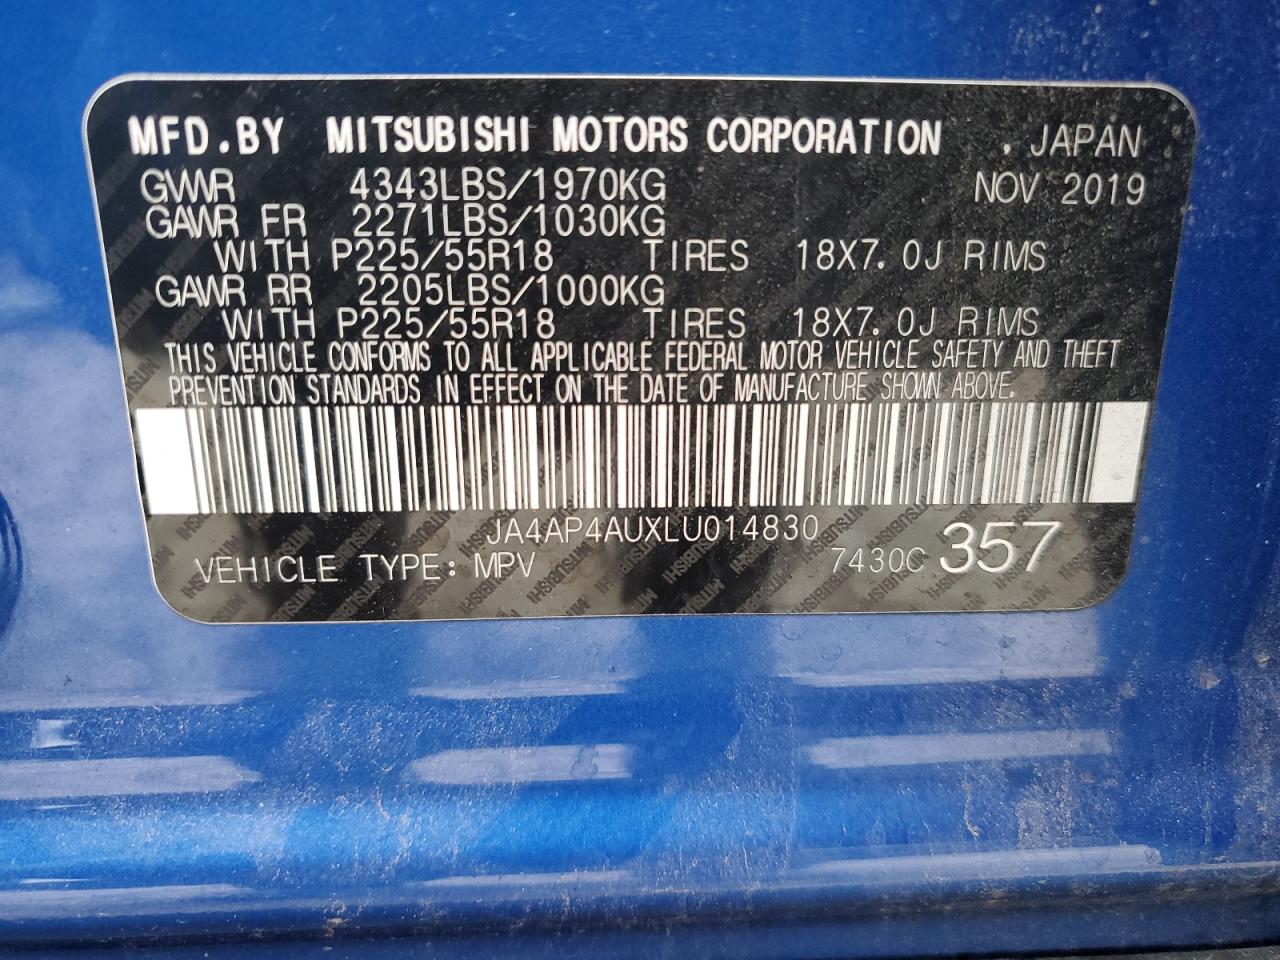 MFD.BY MITSUBISHI MOTORS CORPORATION . JAPAN
GVWR 4343LBS/1970KG NOV 2019
GAWR FR 2271LBS/1030KG
WITH P225/55R18 TIRES 18X7.0J RIMS
GAWR RR 2205LBS/1000KG
WITH P225/55R18 TIRES 18X7.0J RIMS
THIS VEHICLE CONFORMS TO ALL APPLICABLE FEDERAL MOTOR VEHICLE SAFETY AND THEFT
PREVENTION STANDARDS IN EFFECT ON THE DATE OF MANUFACTURE SHOWN ABOVE.
JA4AP4AUXLU014830
VEHICLE TYPE: MPV 7430C 357